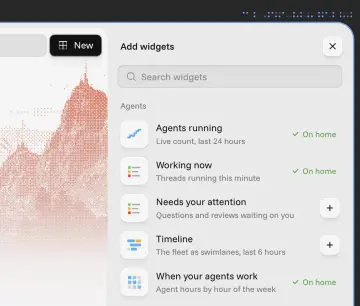 New
Add widgets
Search widgets
Agents
Agents running
Live count, last 24 hours
On home
Working now
Threads running this minute
On home
Needs your attention
Questions and reviews waiting on you
Timeline
The fleet as swimlanes, last 6 hours
When your agents work
Agent hours by hour of the week
On home